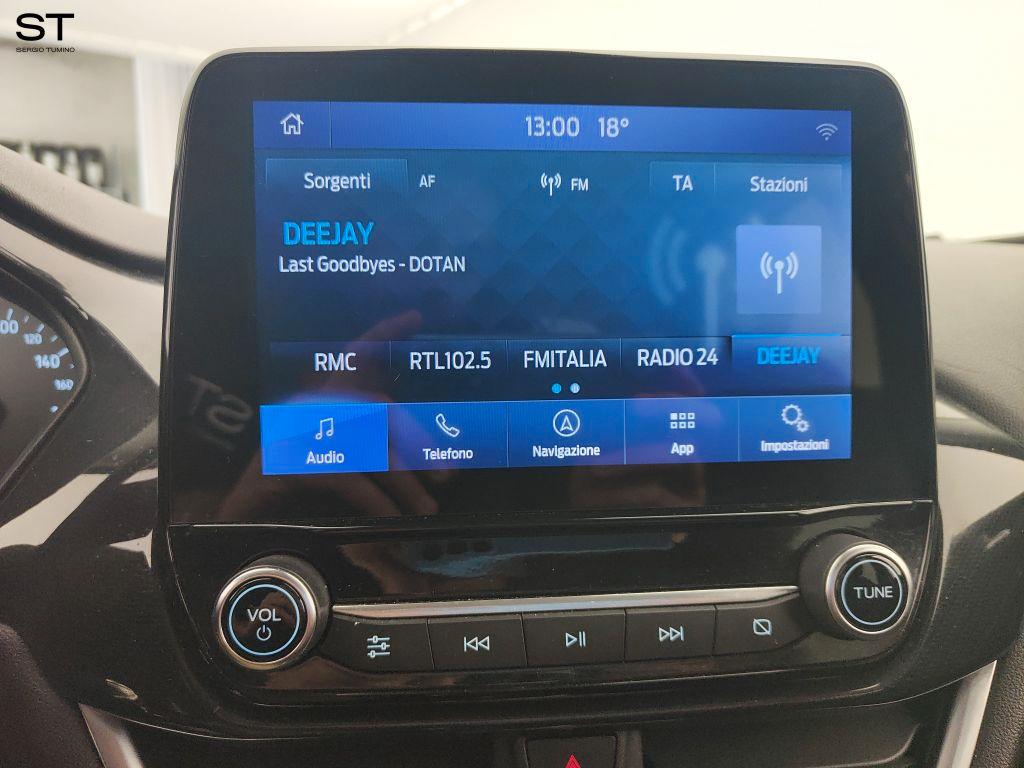 ST
SERGIO TUMINO
13:00 18°
Sorgenti AF FM TA Stazioni
DEEJAY
Last Goodbyes - DOTAN
RMC RTL102.5 FMITALIA RADIO 24 DEEJAY
Audio Telefono Navigazione App Impostazioni
120
140
160
VOL
TUNE